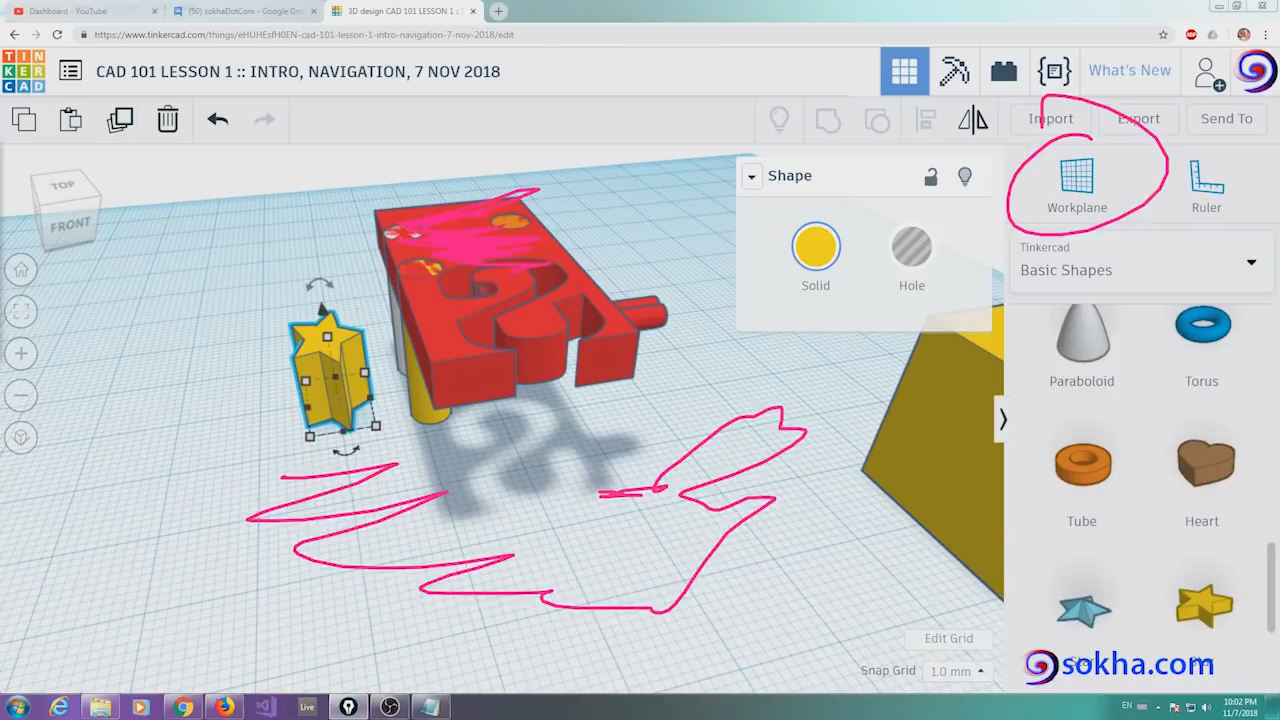 Dashboard - YouTube
(50) sokhaDotCom - Google Gro
3D design CAD 101 LESSON 1 ::
https://www.tinkercad.com/things/eHUHEsfH0EN-cad-101-lesson-1-intro-navigation-7-nov-2018/edit
TIN
KER
CAD
CAD 101 LESSON 1 :: INTRO, NAVIGATION, 7 NOV 2018
What's New
Import
Export
Send To
TOP
FRONT
Shape
Solid
Hole
Workplane
Ruler
Tinkercad
Basic Shapes
Paraboloid
Torus
Tube
Heart
Edit Grid
Snap Grid
1.0 mm
sokha.com
Live
EN
10:02 PM
11/7/2018